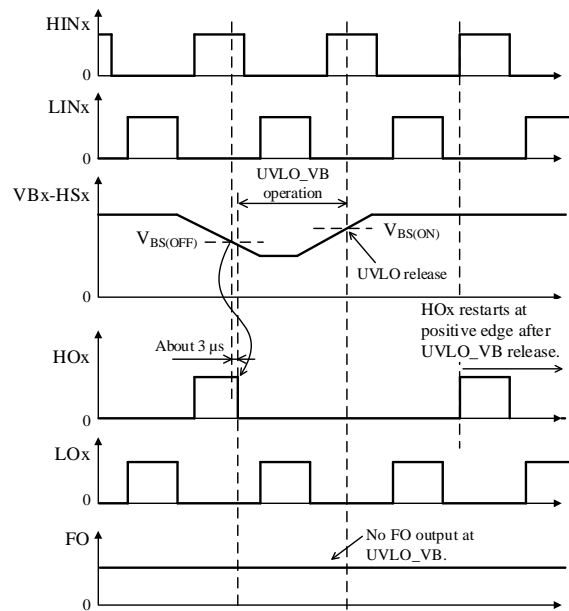 HINx
0
LINx
0
UVLO_VB
operation
VBx-HSx
VBS(OFF)
VBS(ON)
UVLO release
0
HOx restarts at
positive edge after
UVLO_VB release.
HOx
About 3 µs
0
LOx
0
FO
No FO output at
UVLO_VB.
0